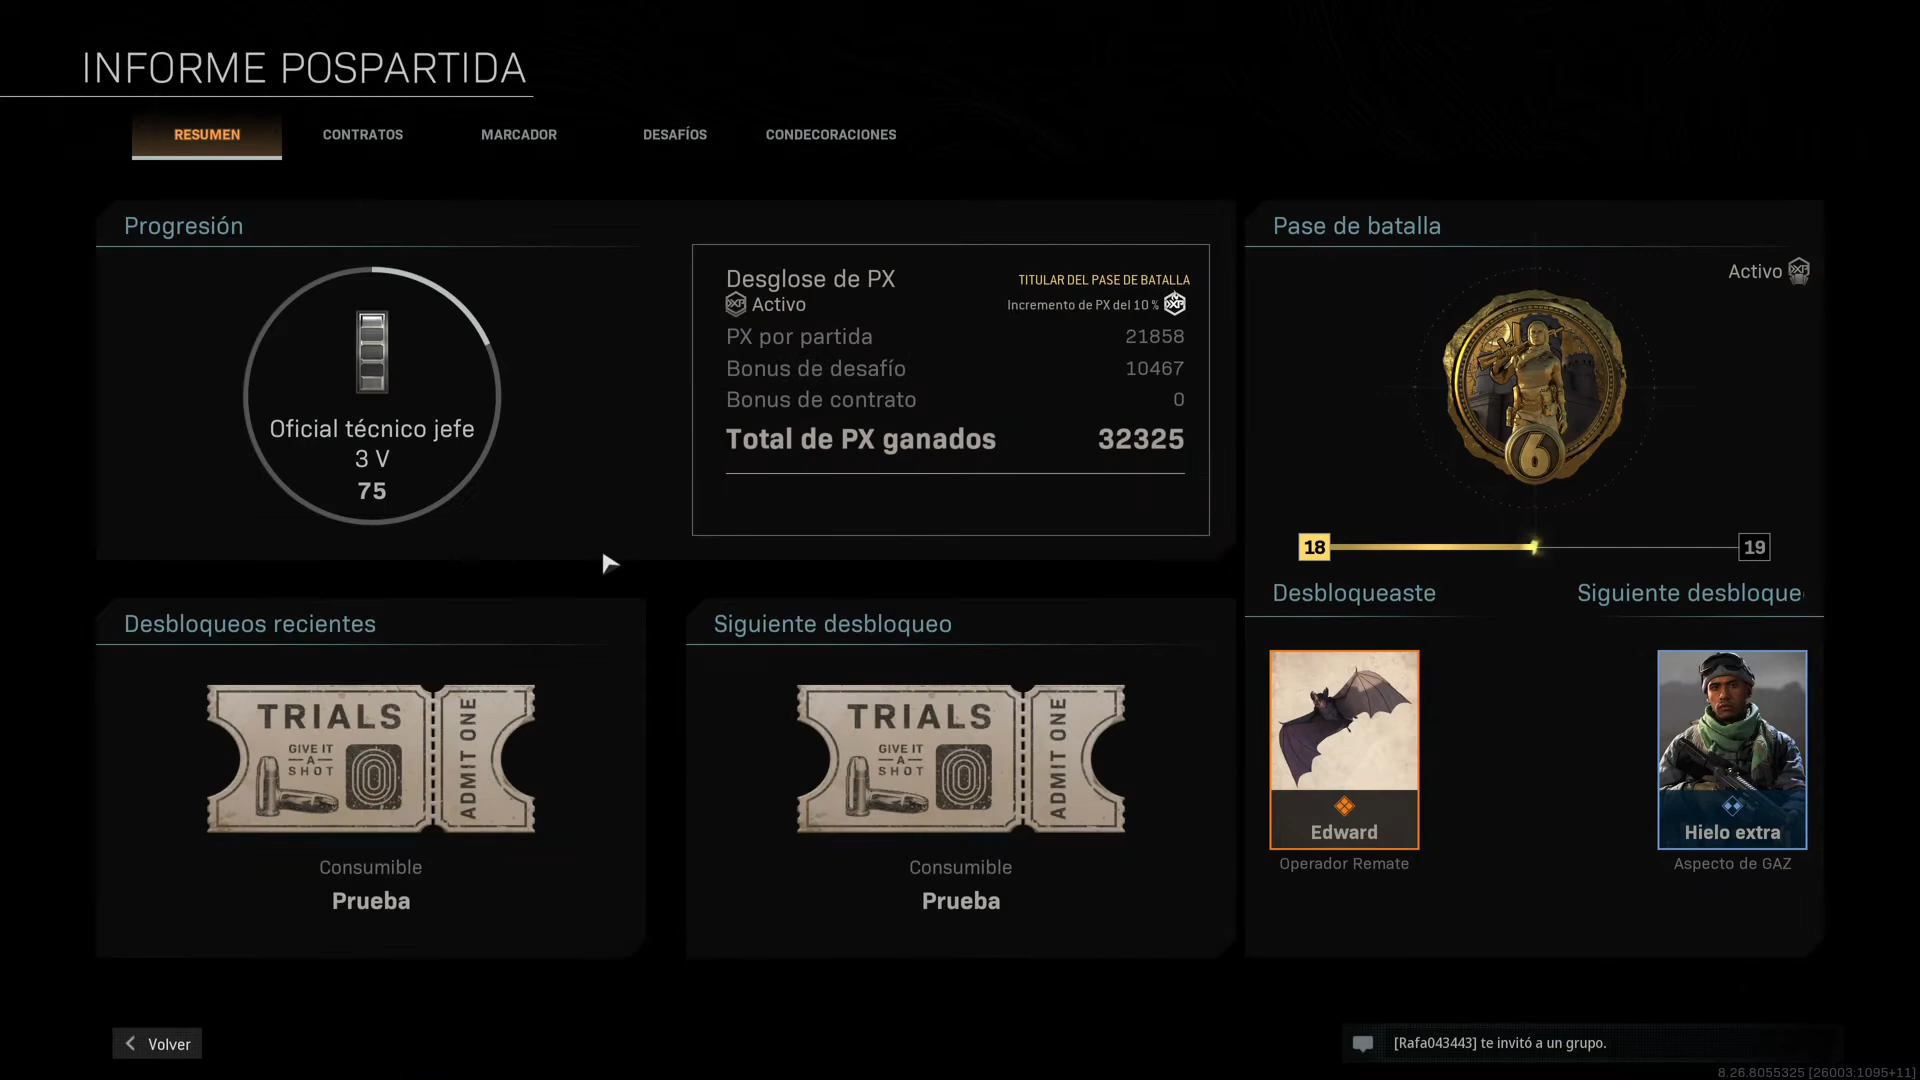 INFORME POSPARTIDA
RESUMEN
CONTRATOS
MARCADOR
DESAFÍOS
CONDECORACIONES
Progresión
Oficial técnico jefe
3 V
75
Desglose de PX
TITULAR DEL PASE DE BATALLA
Activo
Incremento de PX del 10 %
PX por partida 21858
Bonus de desafío 10467
Bonus de contrato 0
Total de PX ganados 32325
Pase de batalla
Activo
6
18
19
Desbloqueaste
Siguiente desbloque
Edward
Operador Remate
Hielo extra
Aspecto de GAZ
Desbloqueos recientes
TRIALS
GIVE IT
A
SHOT
ADMIT ONE
Consumible
Prueba
Siguiente desbloqueo
TRIALS
GIVE IT
A
SHOT
ADMIT ONE
Consumible
Prueba
Volver
[Rafa043443] te invitó a un grupo.
8.26.8055325 [26003:1095+11]